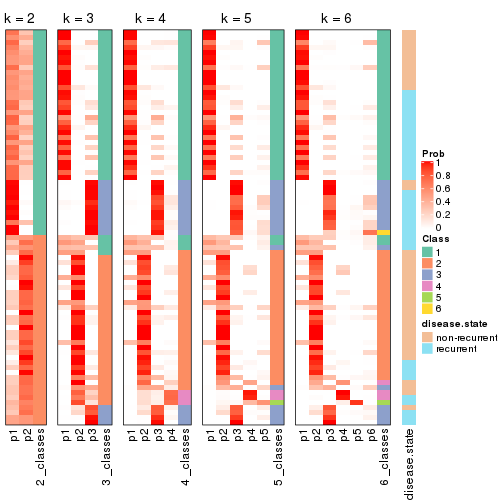 k = 2 k = 3 k = 4 k = 5 k = 6
Prob
1
0.8
0.6
0.4
0.2
0
Class
1
2
3
4
5
6
disease.state
non-recurrent
recurrent
p1 p2 2_classes p1 p2 p3 3_classes p1 p2 p3 p4 4_classes p1 p2 p3 p4 p5 5_classes p1 p2 p3 p4 p5 p6 6_classes disease.state